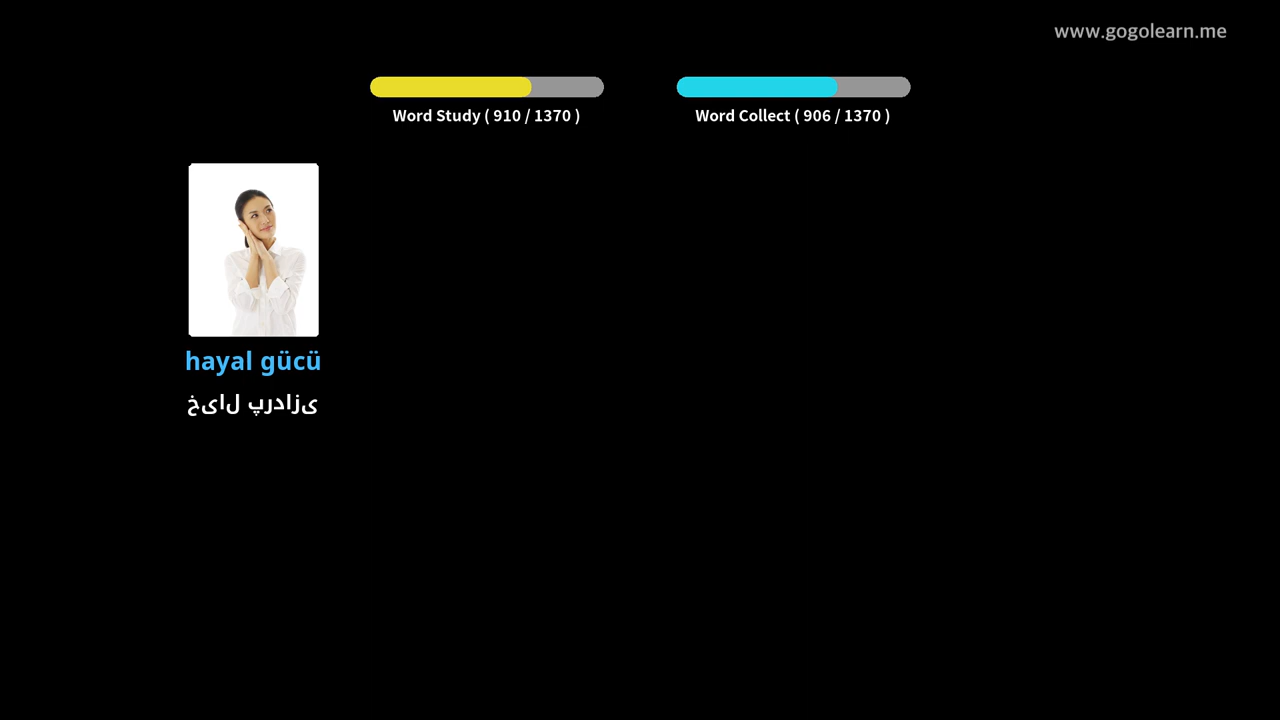 www.gogolearn.me
Word Study ( 910 / 1370 )
Word Collect ( 906 / 1370 )
hayal gücü
خیال پردازی